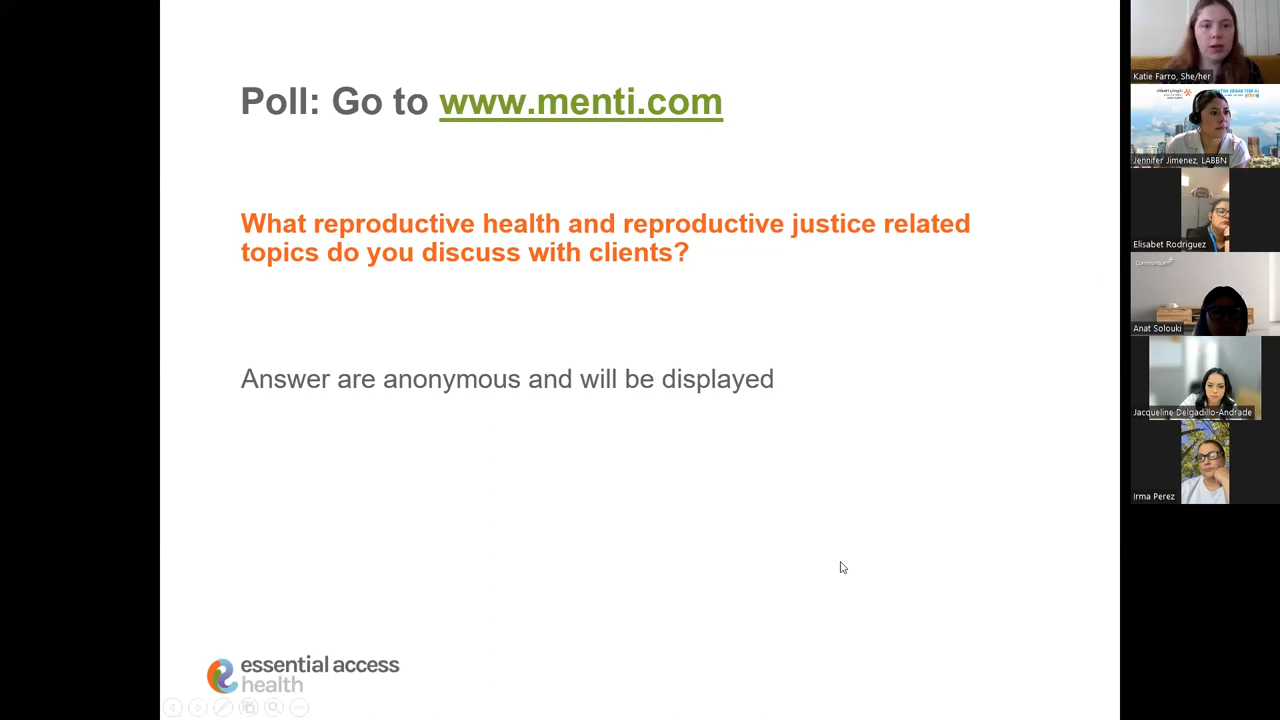 Poll: Go to www.menti.com
What reproductive health and reproductive justice related
topics do you discuss with clients?
Answer are anonymous and will be displayed
essential access
health
Katie Farro, She/her
Jennifer Jimenez, LABBN
Elisabet Rodriguez
CommonSpirit
Anat Solouki
Jacqueline Delgadillo-Andrade
Irma Perez